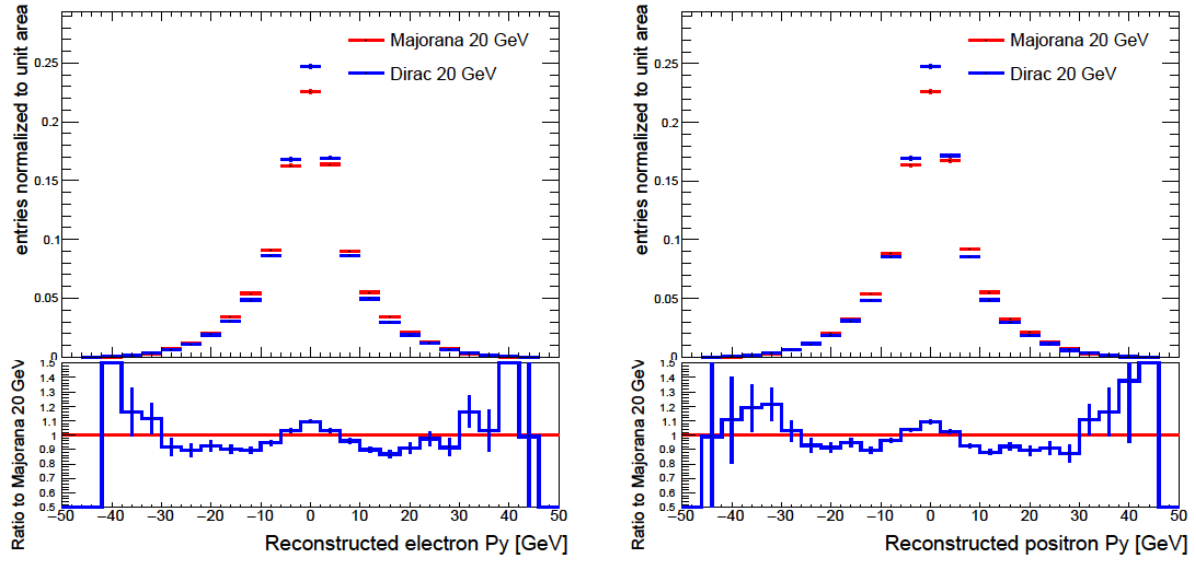 entries normalized to unit area
0.25
0.2
0.15
0.1
0.05
0
Majorana 20 GeV
Dirac 20 GeV
Ratio to Majorana 20 GeV
1.5
1.4
1.3
1.2
1.1
1
0.9
0.8
0.7
0.6
0.5
−50 −40 −30 −20 −10 0 10 20 30 40 50
Reconstructed electron Py [GeV]
entries normalized to unit area
0.25
0.2
0.15
0.1
0.05
0
Majorana 20 GeV
Dirac 20 GeV
Ratio to Majorana 20 GeV
1.5
1.4
1.3
1.2
1.1
1
0.9
0.8
0.7
0.6
0.5
−50 −40 −30 −20 −10 0 10 20 30 40 50
Reconstructed positron Py [GeV]